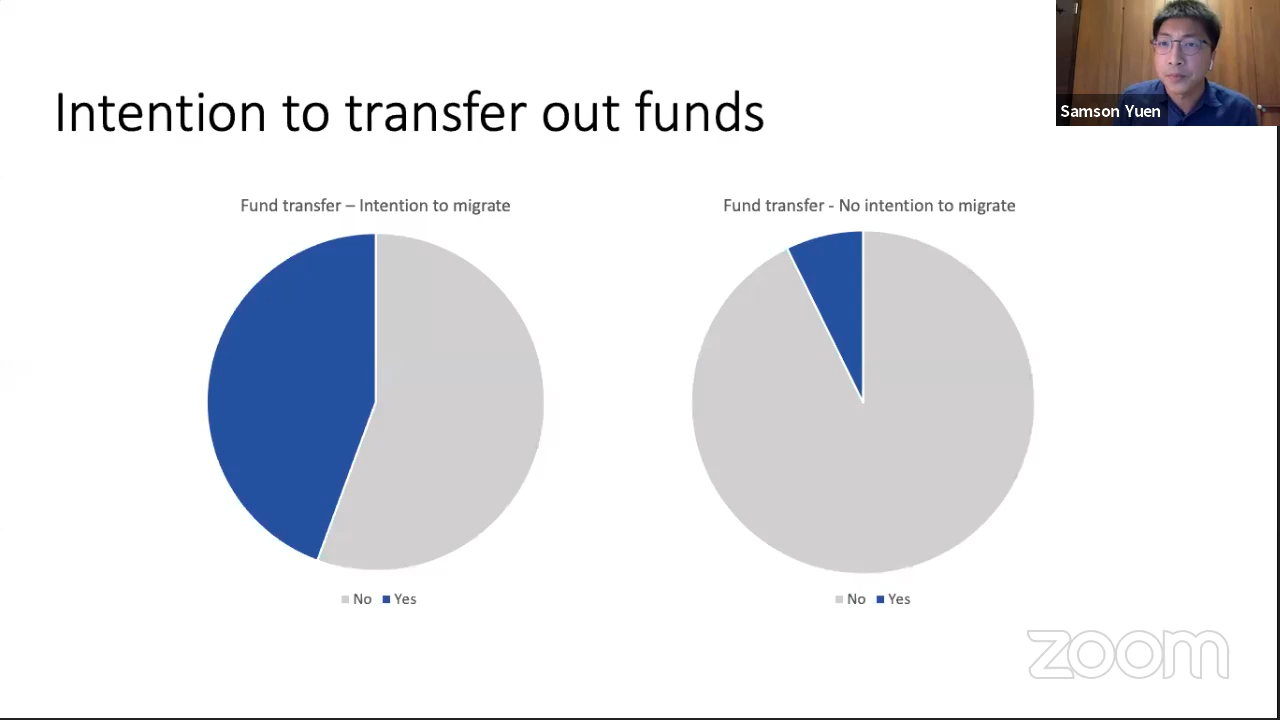 Intention to transfer out funds
Samson Yuen
Fund transfer – Intention to migrate
No Yes
Fund transfer - No intention to migrate
No Yes
zoom